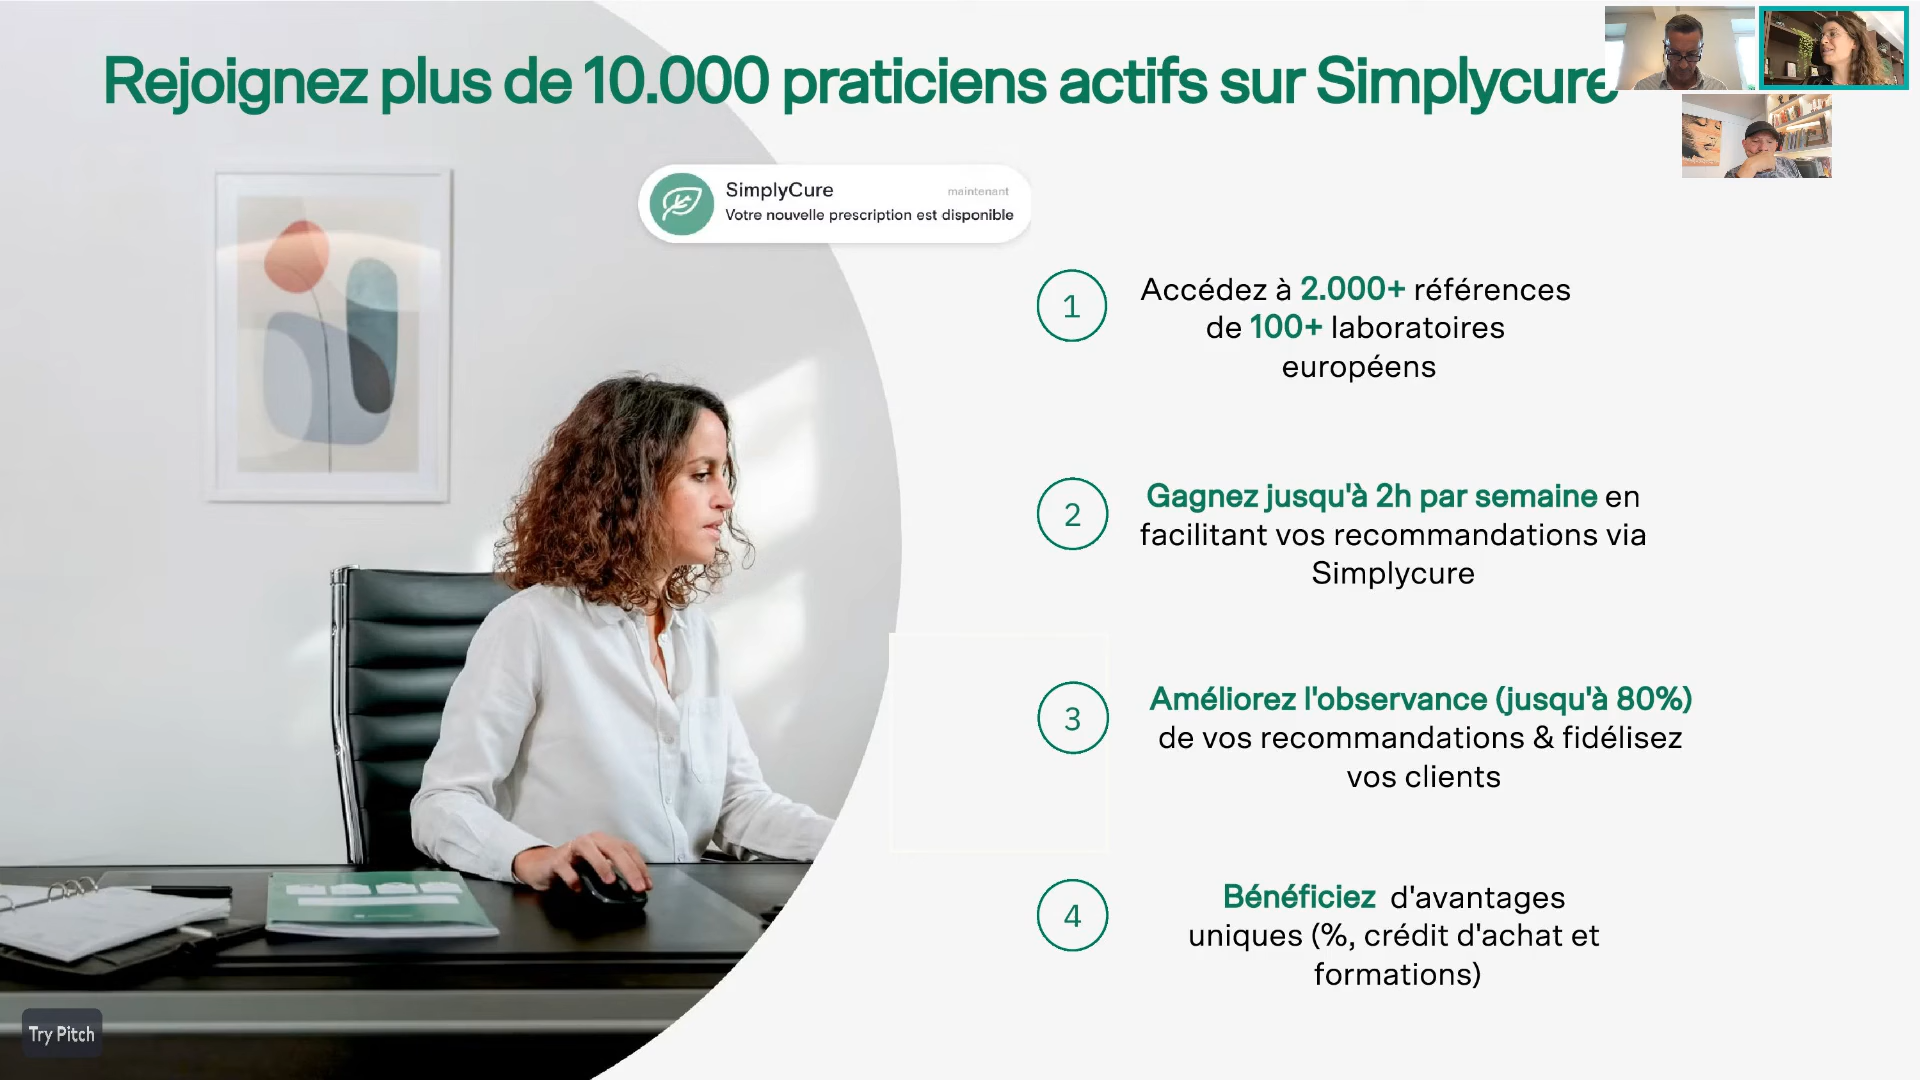 Rejoignez plus de 10.000 praticiens actifs sur Simplycure
SimplyCure
maintenant
Votre nouvelle prescription est disponible
1
Accédez à 2.000+ références
de 100+ laboratoires
européens
2
Gagnez jusqu'à 2h par semaine en
facilitant vos recommandations via
Simplycure
3
Améliorez l'observance (jusqu'à 80%)
de vos recommandations & fidélisez
vos clients
4
Bénéficiez d'avantages
uniques (%, crédit d'achat et
formations)
Try Pitch